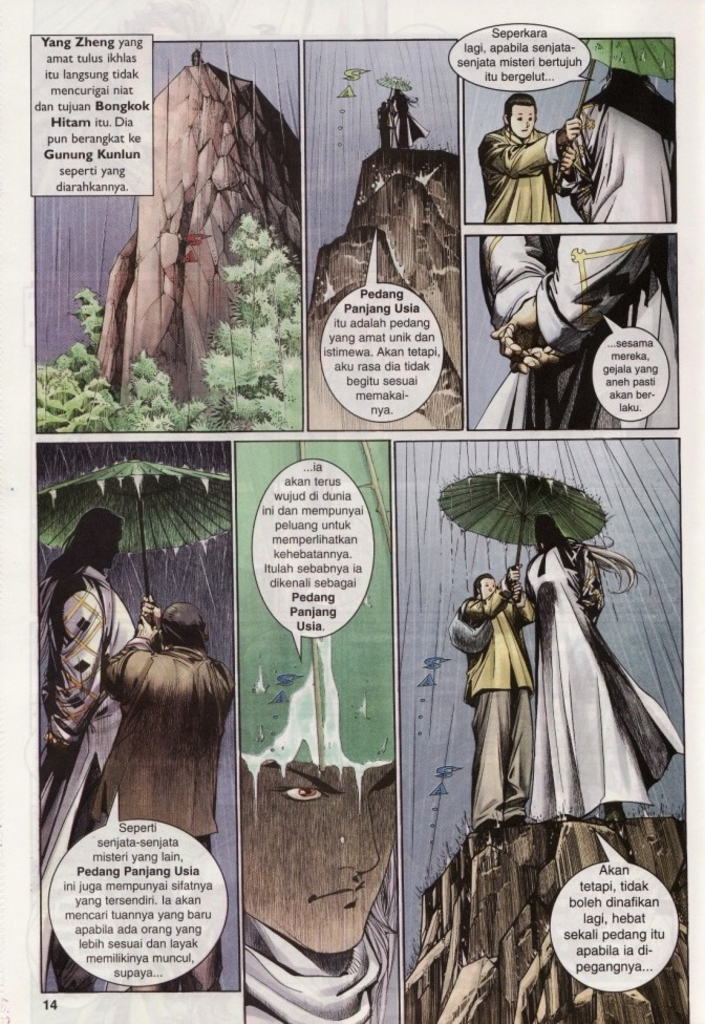 Yang Zheng yang
amat tulus ikhlas
itu langsung tidak
mencurigai niat
dan tujuan Bongkok
Hitam itu. Dia
pun berangkat ke
Gunung Kunlun
seperti yang
diarahkannya.
Pedang
Panjang Usia
itu adalah pedang
yang amat unik dan
istimewa. Akan tetapi,
aku rasa dia tidak
begitu sesuai
memakai-
nya.
Seperkara
lagi, apabila senjata-
senjata misteri bertujuh
itu bergelut...
...sesama
mereka,
gejala yang
aneh pasti
akan ber-
laku.
Seperti
senjata-senjata
misteri yang lain,
Pedang Panjang Usia
ini juga mempunyai sifatnya
yang tersendiri. Ia akan
mencari tuannya yang baru
apabila ada orang yang
lebih sesuai dan layak
memilikinya muncul,
supaya...
...ia
akan terus
wujud di dunia
ini dan mempunyai
peluang untuk
memperlihatkan
kehebatannya.
Itulah sebabnya ia
dikenali sebagai
Pedang
Panjang
Usia.
Akan
tetapi, tidak
boleh dinafikan
lagi, hebat
sekali pedang itu
apabila ia di-
pegangnya...
14